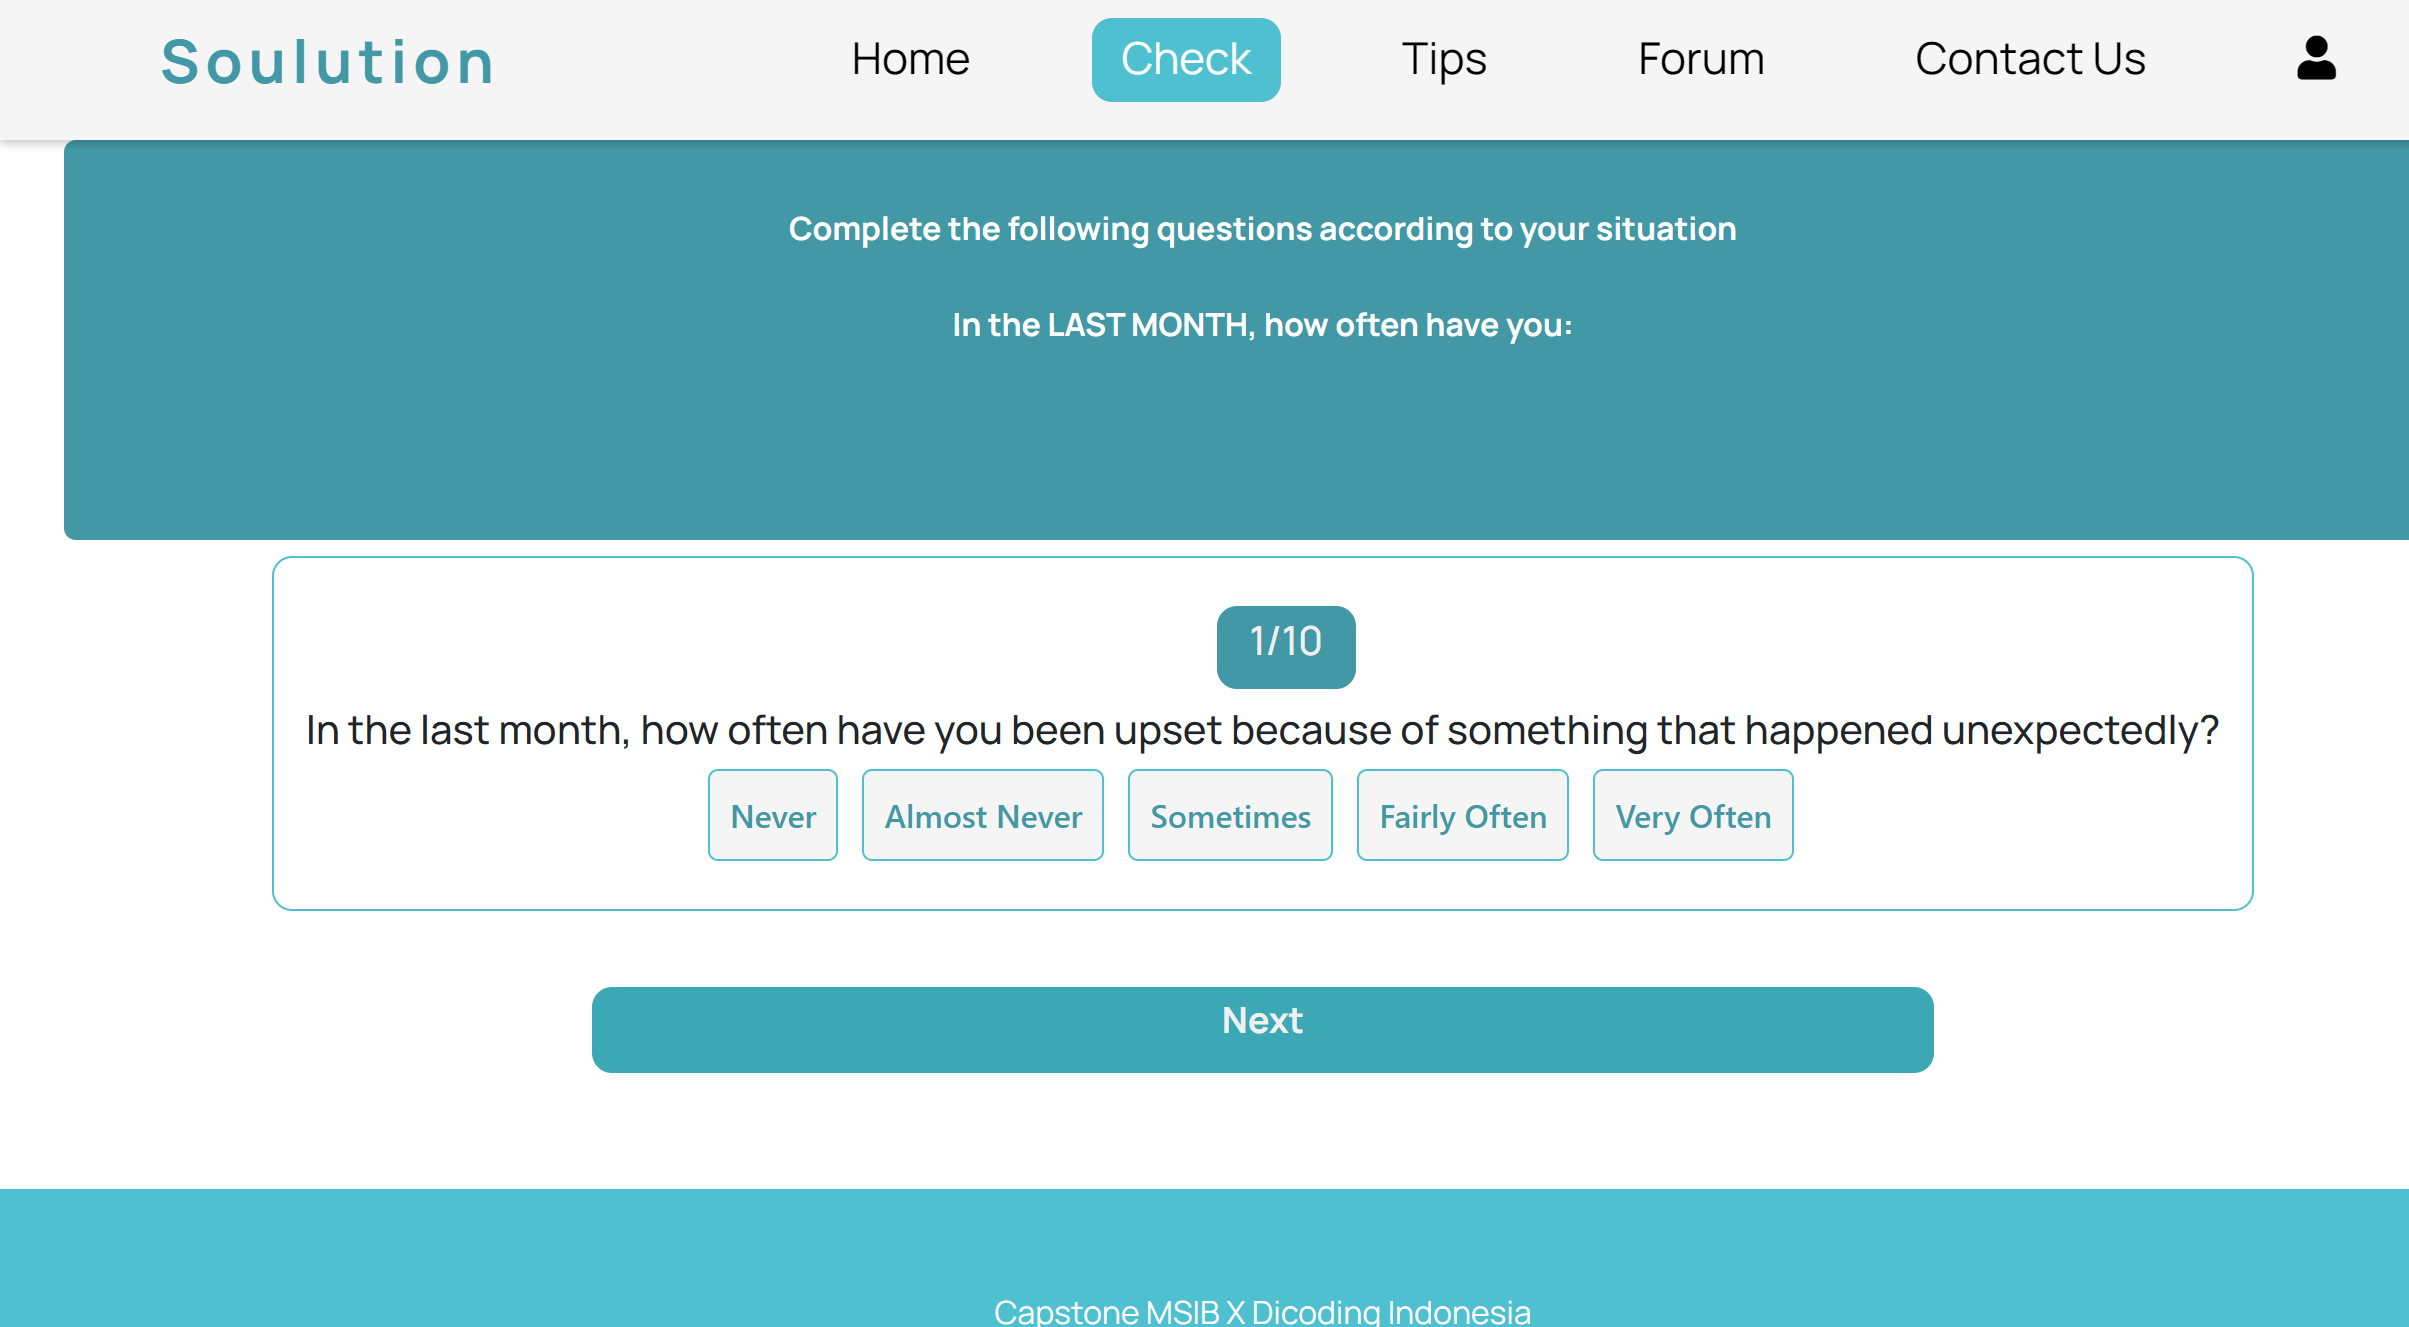 Soulution
Home
Check
Tips
Forum
Contact Us
Complete the following questions according to your situation
In the LAST MONTH, how often have you:
1/10
In the last month, how often have you been upset because of something that happened unexpectedly?
Never
Almost Never
Sometimes
Fairly Often
Very Often
Next
Capstone MSIB X Dicoding Indonesia